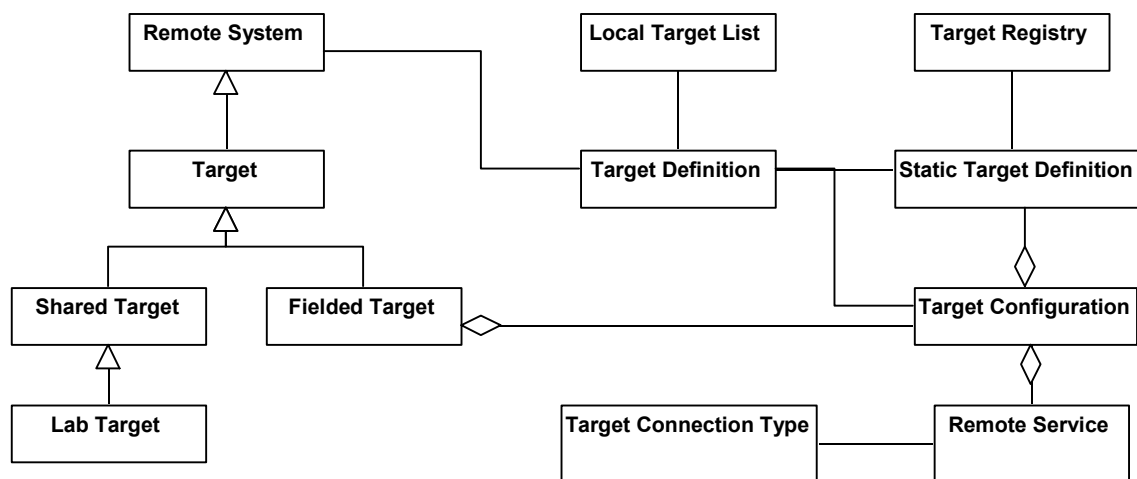 Remote System
Local Target List
Target Registry
Target
Target Definition
Static Target Definition
Shared Target
Fielded Target
Target Configuration
Lab Target
Target Connection Type
Remote Service